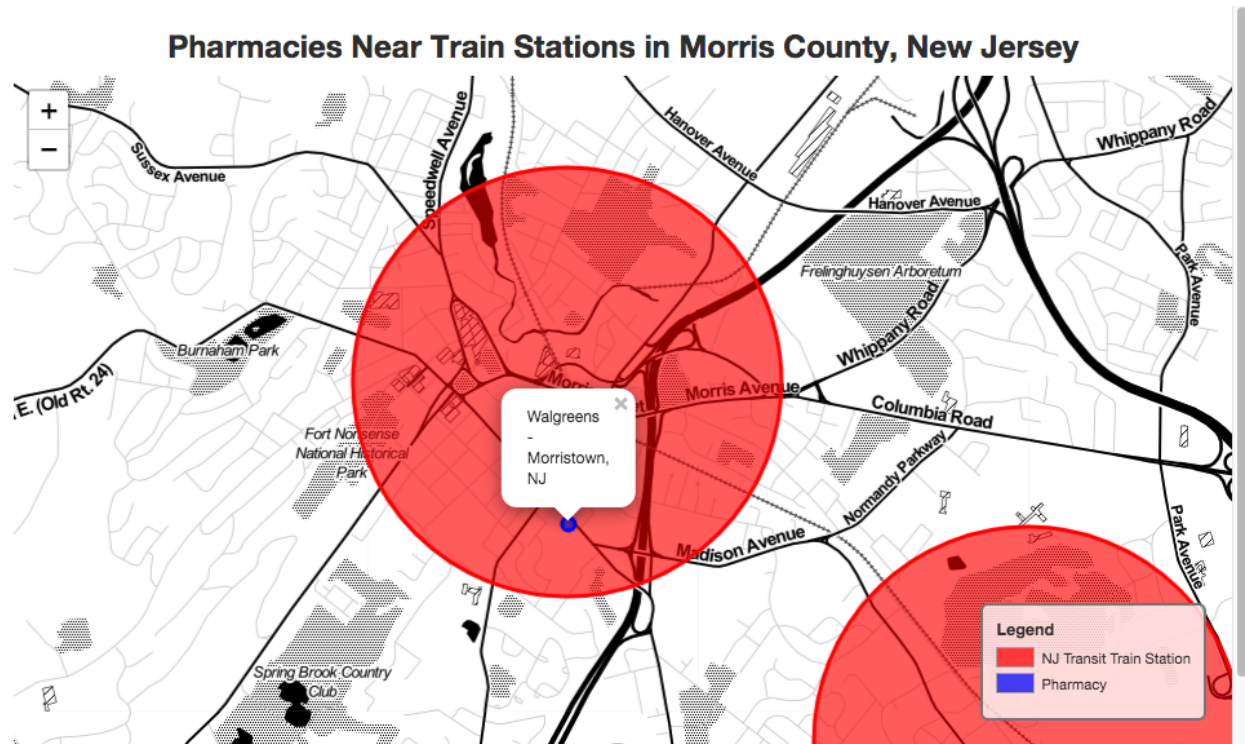 Pharmacies Near Train Stations in Morris County, New Jersey
+
−
Sussex Avenue
Speedwell Avenue
Hanover Avenue
Whippany Road
Hanover Avenue
Frelinghuysen Arboretum
Park Avenue
Whippany Road
Burnaham Park
E. (Old Rt. 24)
Morris Avenue
Columbia Road
Fort Nonsense
National Historical
Park
Walgreens
-
Morristown,
NJ
×
Normandy Parkway
Madison Avenue
Park Avenue
Spring Brook Country
Club
Legend
NJ Transit Train Station
Pharmacy